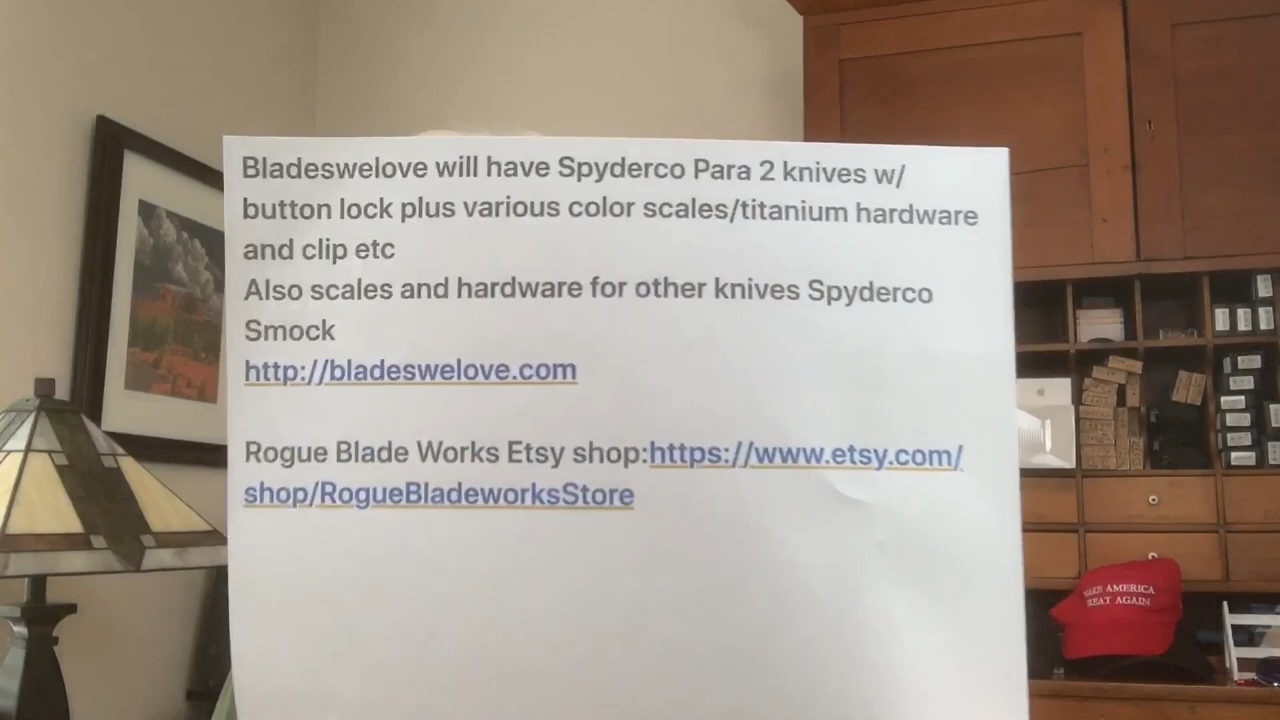 Bladeswelove will have Spyderco Para 2 knives w/
button lock plus various color scales/titanium hardware
and clip etc
Also scales and hardware for other knives Spyderco
Smock
http://bladeswelove.com
Rogue Blade Works Etsy shop:https://www.etsy.com/
shop/RogueBladeworksStore
MAKE AMERICA
GREAT AGAIN